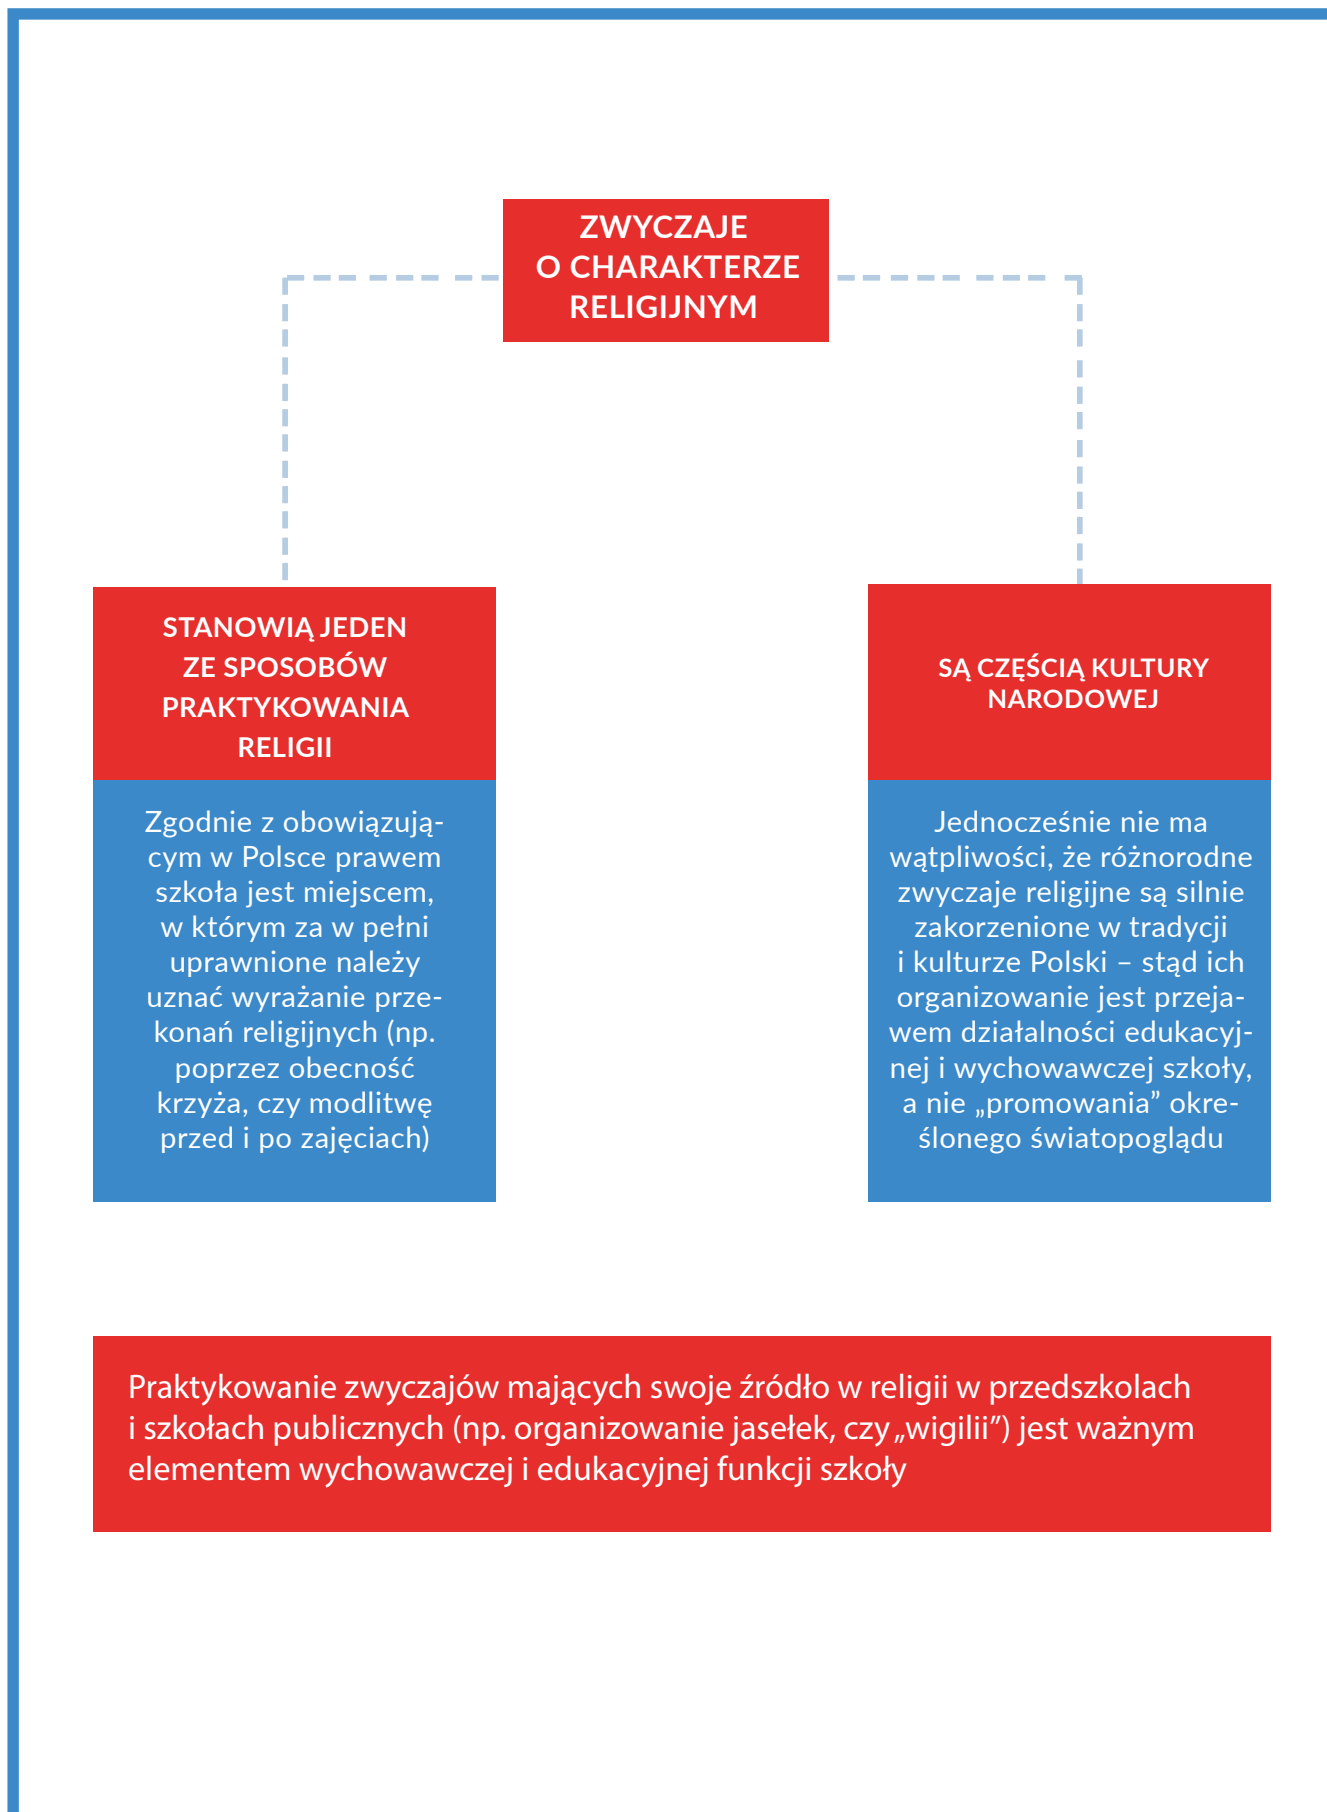 ZWYCZAJE
O CHARAKTERZE
RELIGIJNYM
STANOWIĄ JEDEN
ZE SPOSOBÓW
PRAKTYKOWANIA
RELIGII
Zgodnie z obowiązują-
cym w Polsce prawem
szkoła jest miejscem,
w którym za w pełni
uprawnione należy
uznać wyrażanie prze-
konań religijnych (np.
poprzez obecność
krzyża, czy modlitwę
przed i po zajęciach)
SĄ CZĘŚCIĄ KULTURY
NARODOWEJ
Jednocześnie nie ma
wątpliwości, że różnorodne
zwyczaje religijne są silnie
zakorzenione w tradycji
i kulturze Polski – stąd ich
organizowanie jest przeja-
wem działalności edukacyj-
nej i wychowawczej szkoły,
a nie „promowania” okre-
ślonego światopoglądu
Praktykowanie zwyczajów mających swoje źródło w religii w przedszkolach
i szkołach publicznych (np. organizowanie jasełek, czy „wigilii”) jest ważnym
elementem wychowawczej i edukacyjnej funkcji szkoły